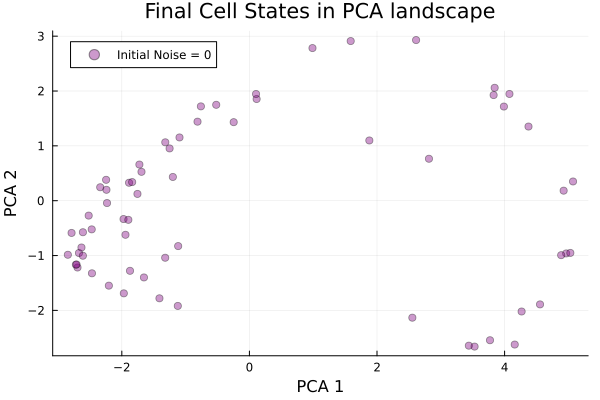 Final Cell States in PCA landscape
Initial Noise = 0
PCA 2
3
2
1
0
−1
−2
−2
0
2
4
PCA 1